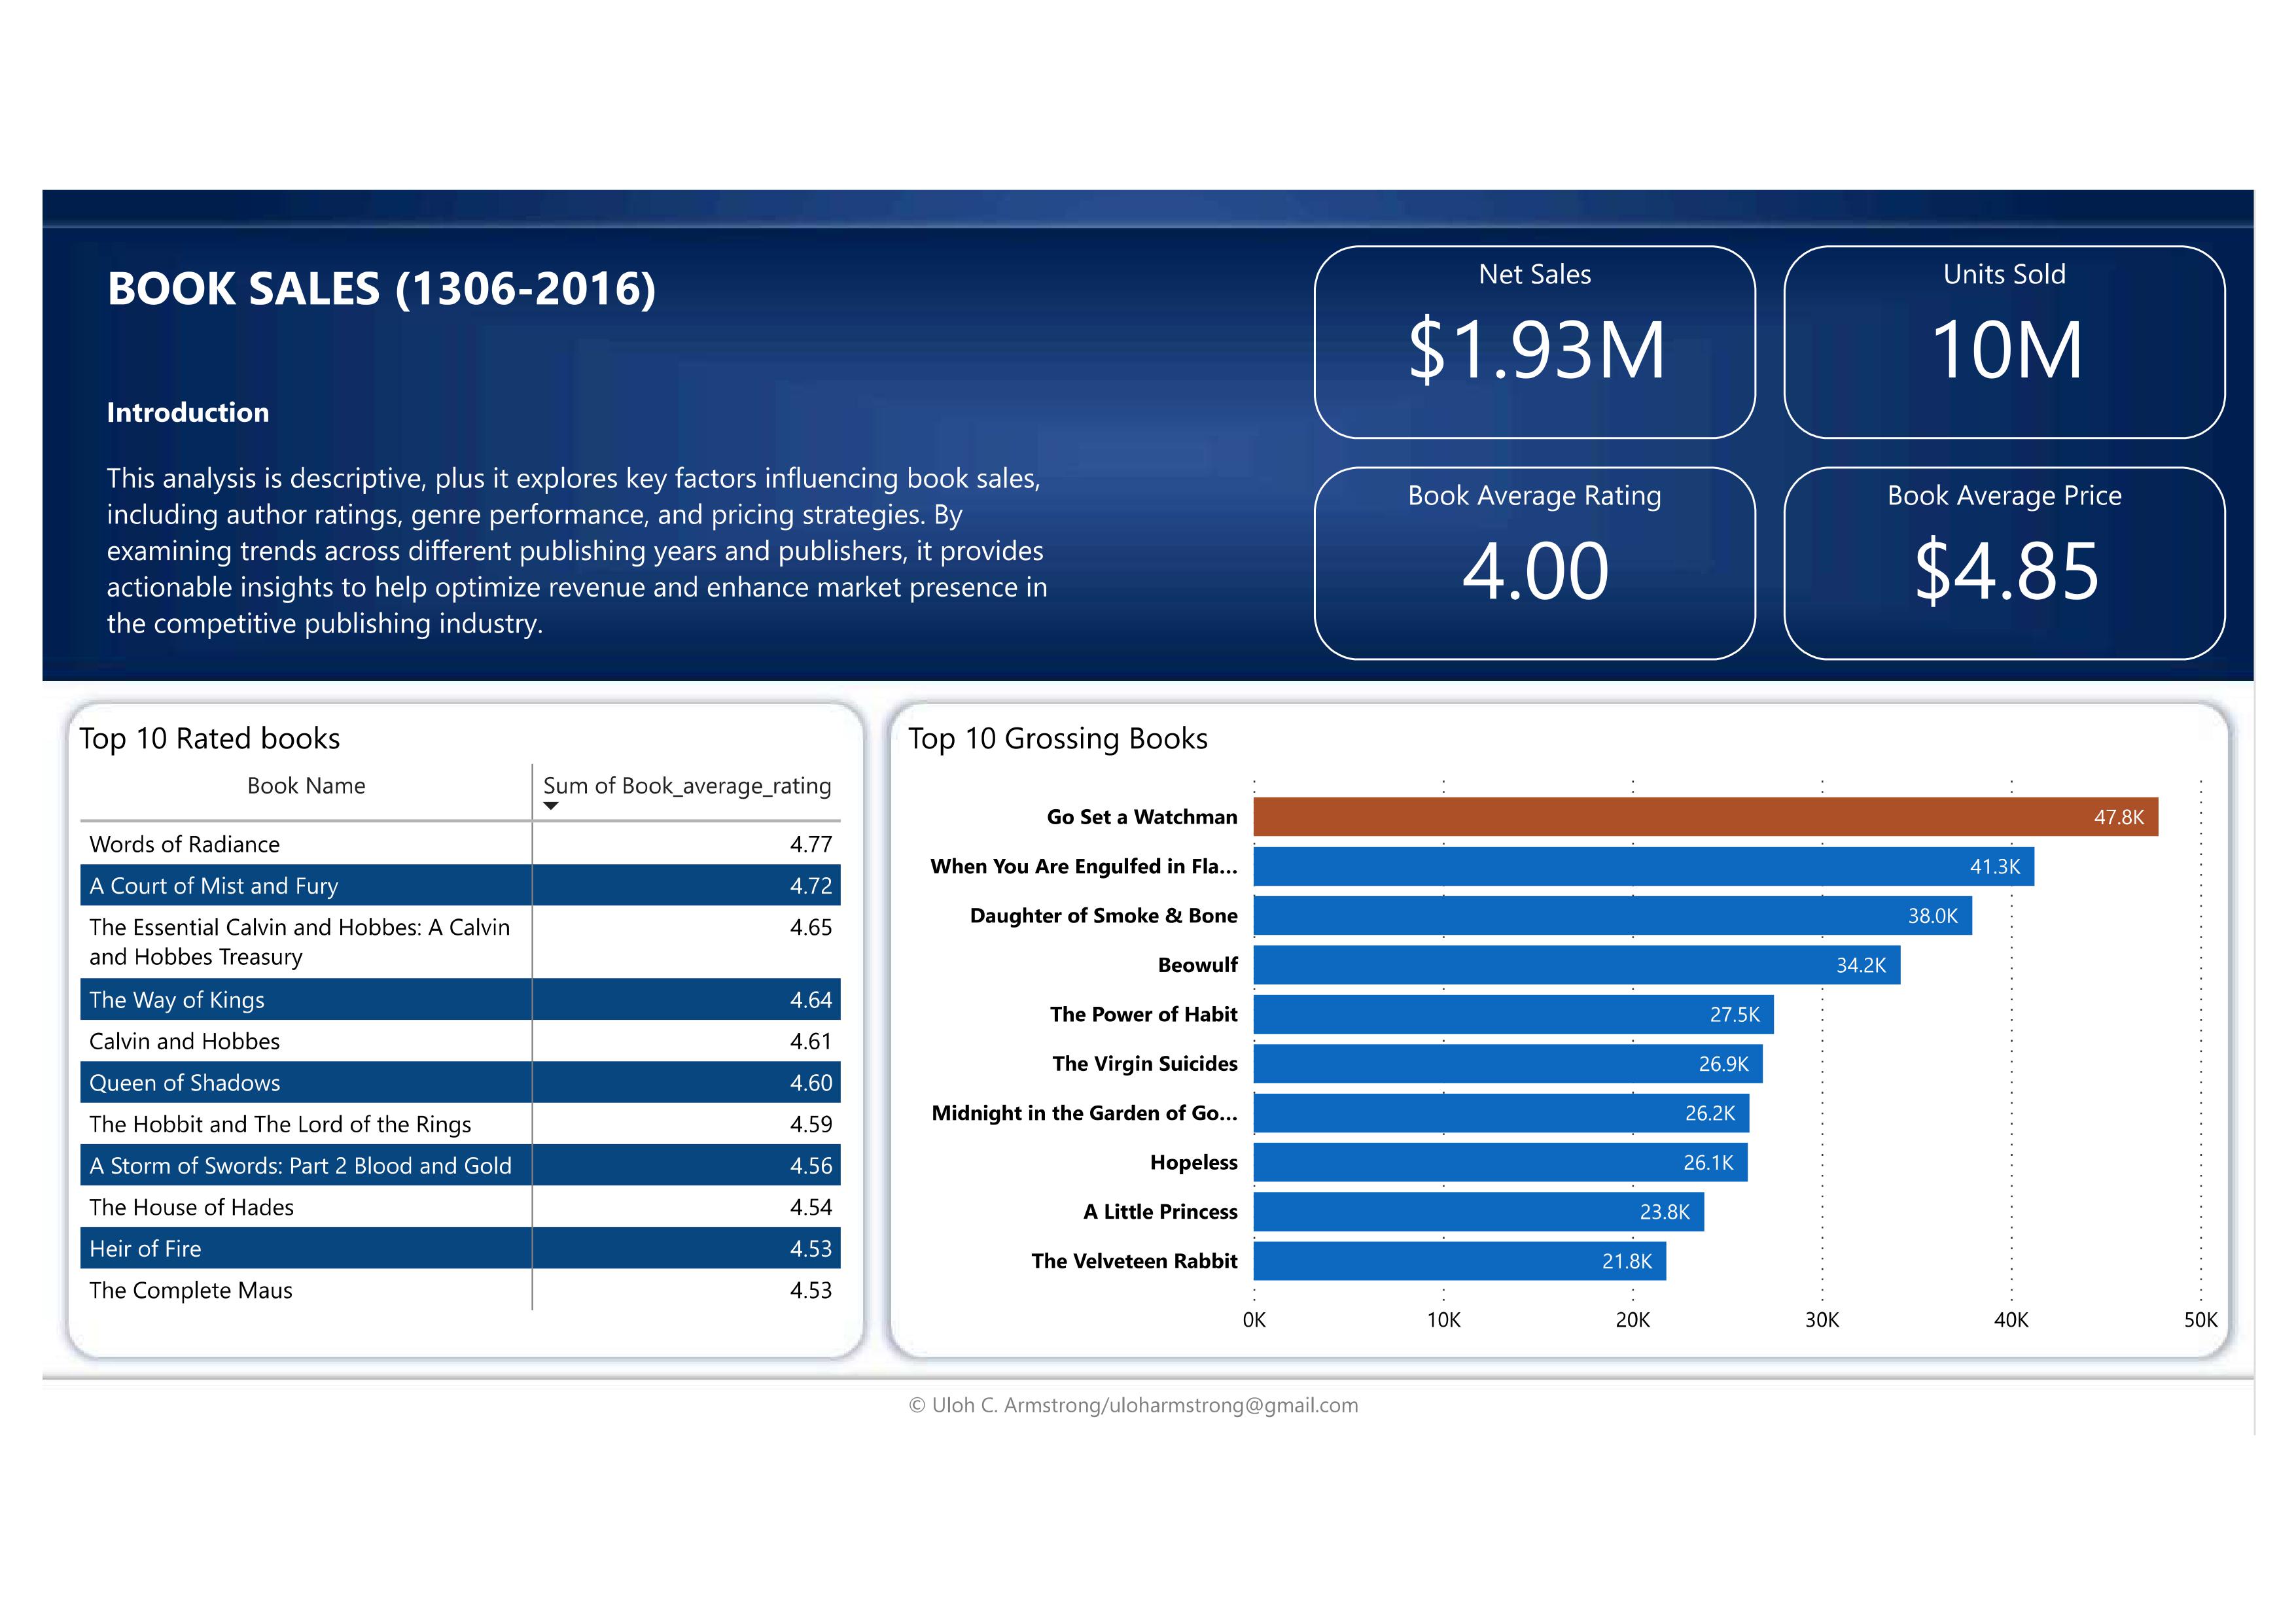 BOOK SALES (1306-2016)
Introduction
This analysis is descriptive, plus it explores key factors influencing book sales,
including author ratings, genre performance, and pricing strategies. By
examining trends across different publishing years and publishers, it provides
actionable insights to help optimize revenue and enhance market presence in
the competitive publishing industry.
Net Sales
$1.93M
Units Sold
10M
Book Average Rating
4.00
Book Average Price
$4.85
Top 10 Rated books
Book Name Sum of Book_average_rating
Words of Radiance 4.77
A Court of Mist and Fury 4.72
The Essential Calvin and Hobbes: A Calvin 4.65
and Hobbes Treasury
The Way of Kings 4.64
Calvin and Hobbes 4.61
Queen of Shadows 4.60
The Hobbit and The Lord of the Rings 4.59
A Storm of Swords: Part 2 Blood and Gold 4.56
The House of Hades 4.54
Heir of Fire 4.53
The Complete Maus 4.53
Top 10 Grossing Books
Go Set a Watchman 47.8K
When You Are Engulfed in Fla... 41.3K
Daughter of Smoke & Bone 38.0K
Beowulf 34.2K
The Power of Habit 27.5K
The Virgin Suicides 26.9K
Midnight in the Garden of Go... 26.2K
Hopeless 26.1K
A Little Princess 23.8K
The Velveteen Rabbit 21.8K
0K 10K 20K 30K 40K 50K
© Uloh C. Armstrong/uloharmstrong@gmail.com